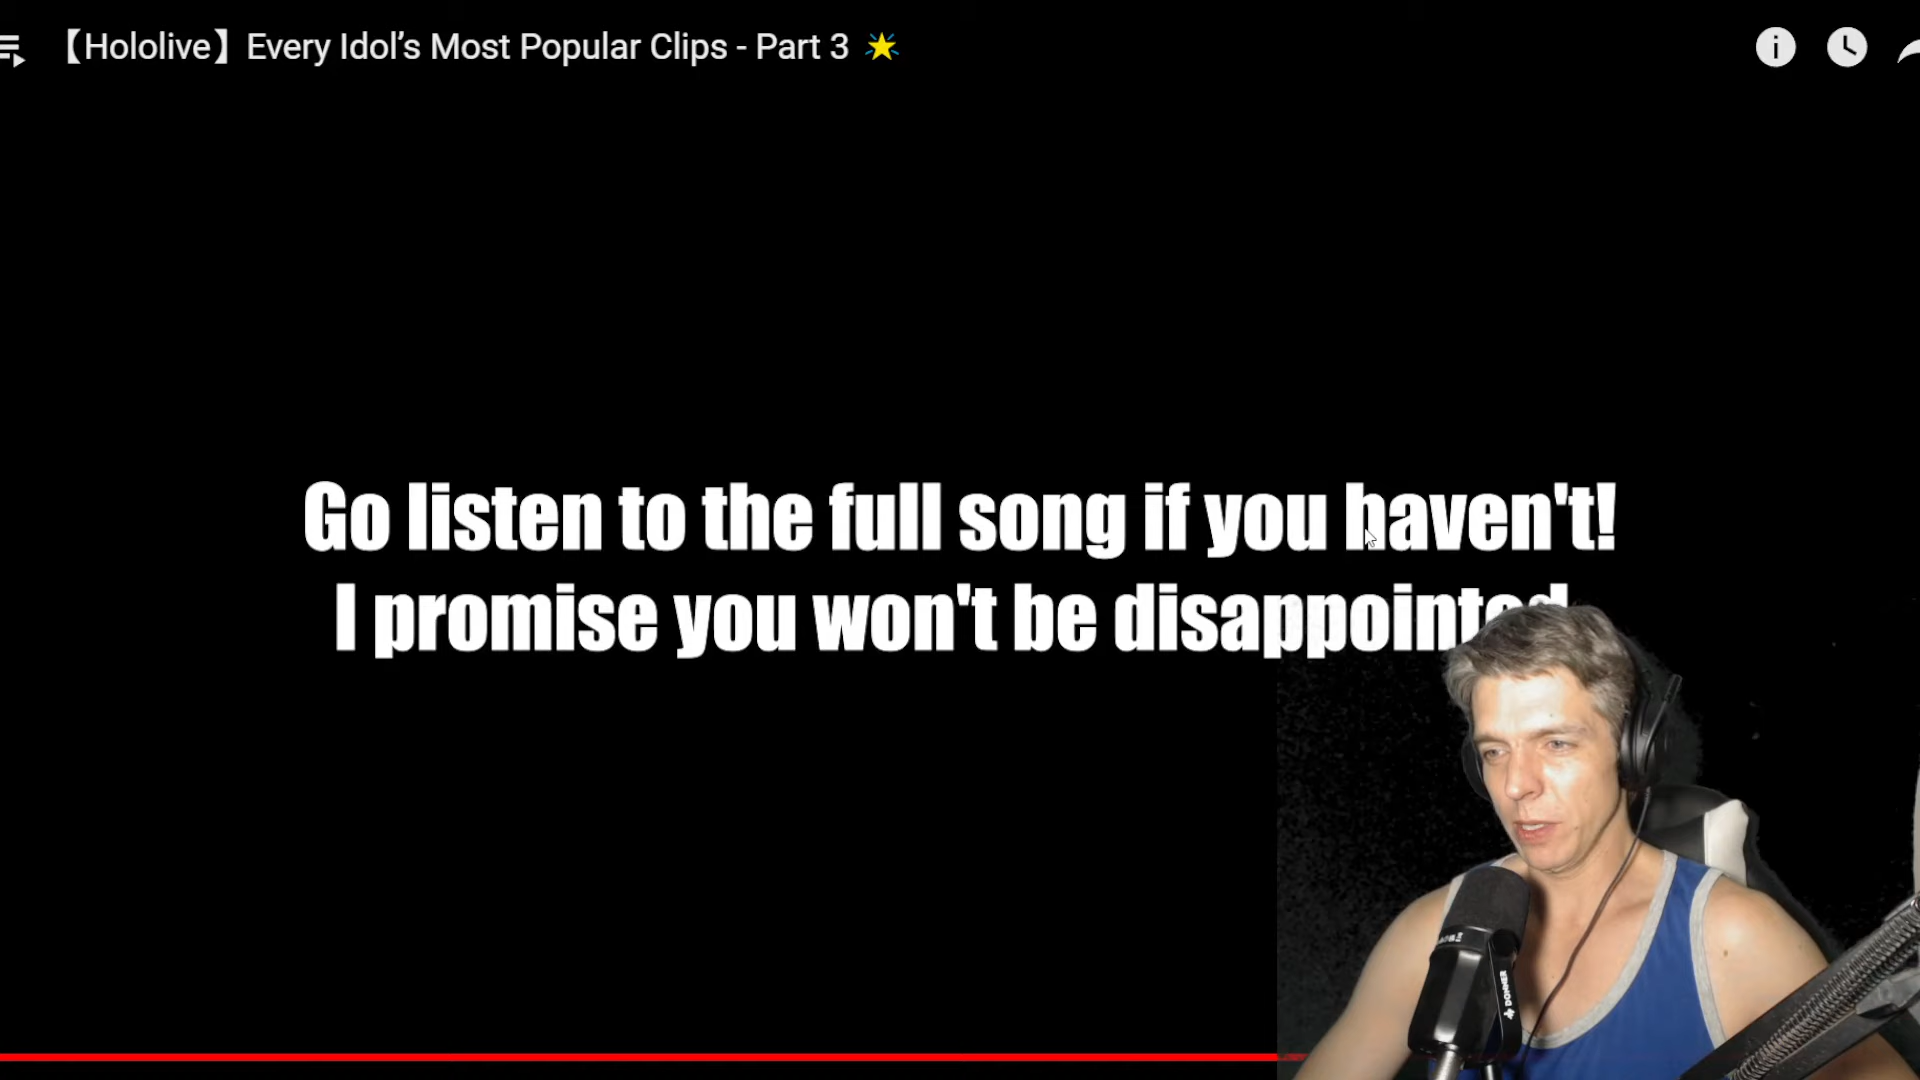 【Hololive】Every Idol’s Most Popular Clips - Part 3 🌟
Go listen to the full song if you haven't!
I promise you won't be disappointed
DONNER